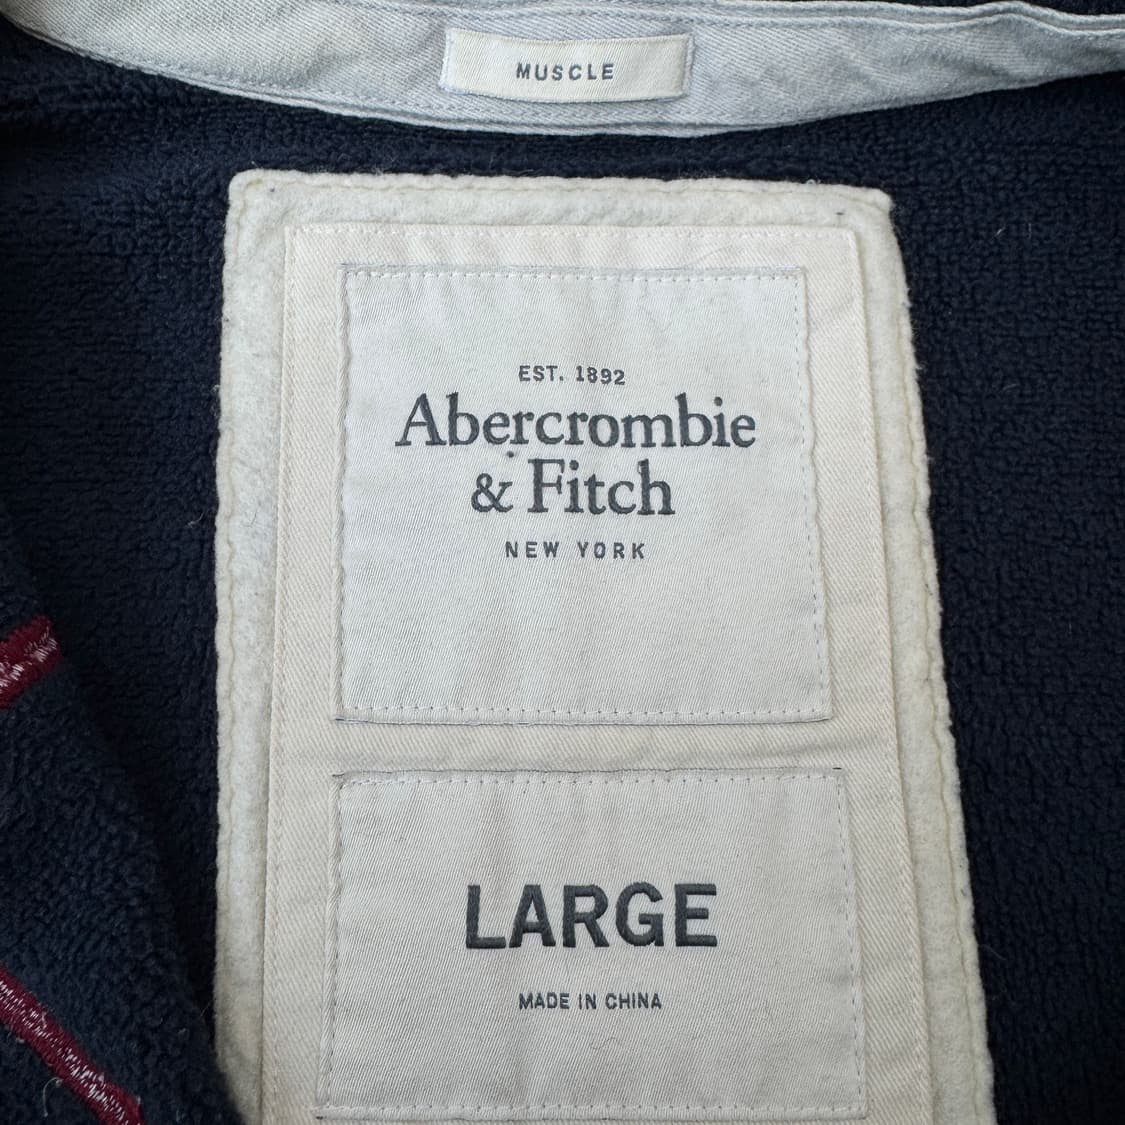 MUSCLE
EST. 1892
Abercrombie
& Fitch
NEW YORK
LARGE
MADE IN CHINA